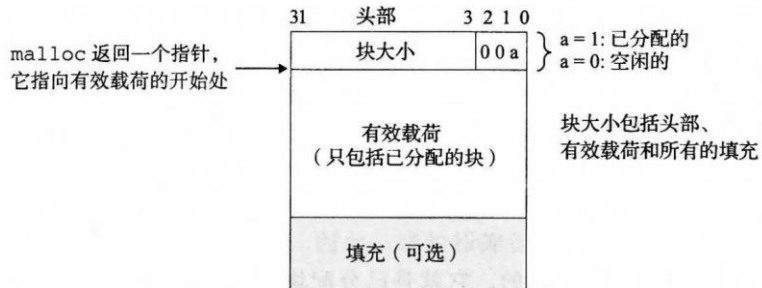 31 头部 3 2 1 0
块大小 0 0 a
a = 1: 已分配的
a = 0: 空闲的
malloc 返回一个指针，
它指向有效载荷的开始处
有效载荷
（只包括已分配的块）
块大小包括头部、
有效载荷和所有的填充
填充（可选）